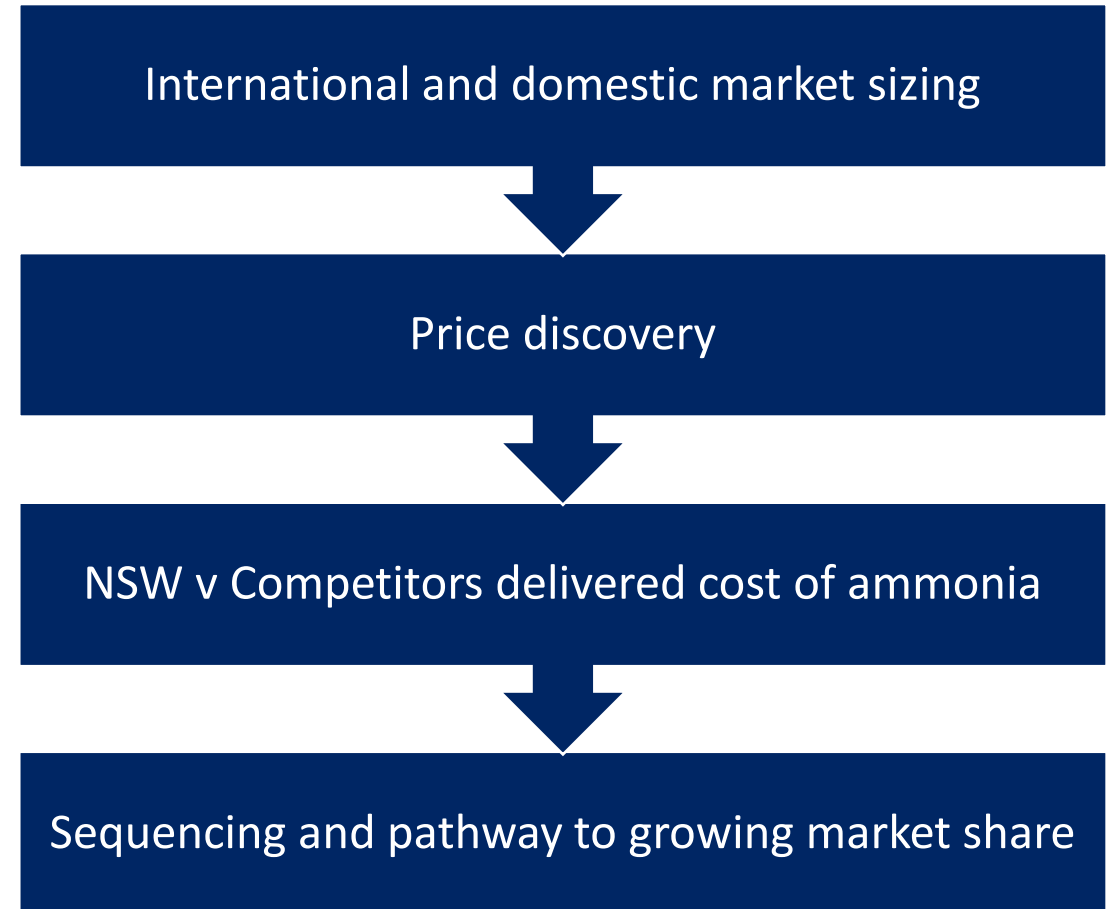 International and domestic market sizing
Price discovery
NSW v Competitors delivered cost of ammonia
Sequencing and pathway to growing market share